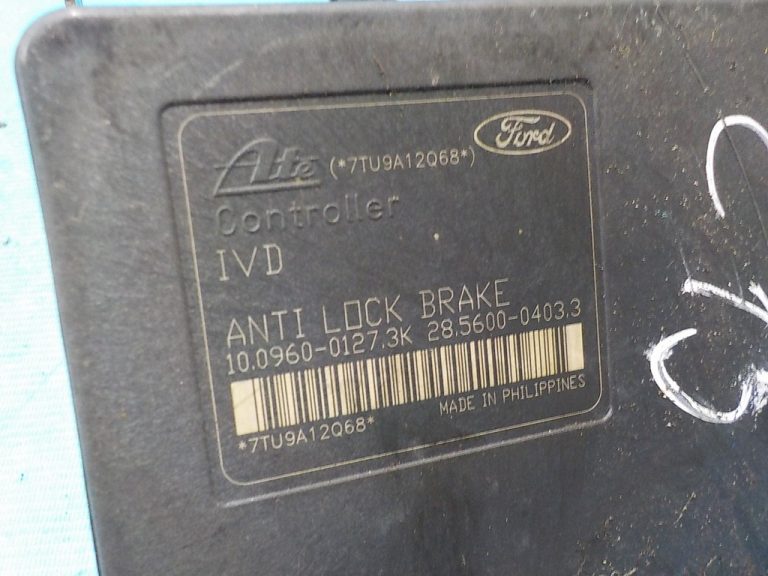 Ate (*7TU9A12Q68*) Ford
Controller
IVD
ANTI LOCK BRAKE
10.0960-0127.3K 28.5600-0403.3
MADE IN PHILIPPINES
*7TU9A12Q68*